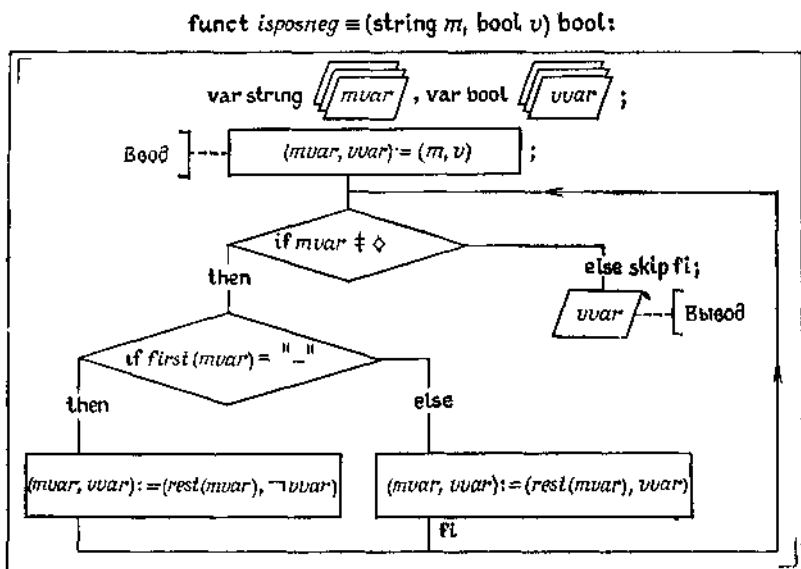 funct isposneg ≡ (string m, bool v) bool:
var string mvar , var bool vvar ;
Ввод
(mvar, vvar) := (m, v) ;
if mvar ‡ ◇
then
else skip fi;
vvar
Вывод
if first (mvar) = "_"
then
else
(mvar, vvar) := (rest(mvar), ¬ vvar)
(mvar, vvar) := (rest(mvar), vvar)
fi